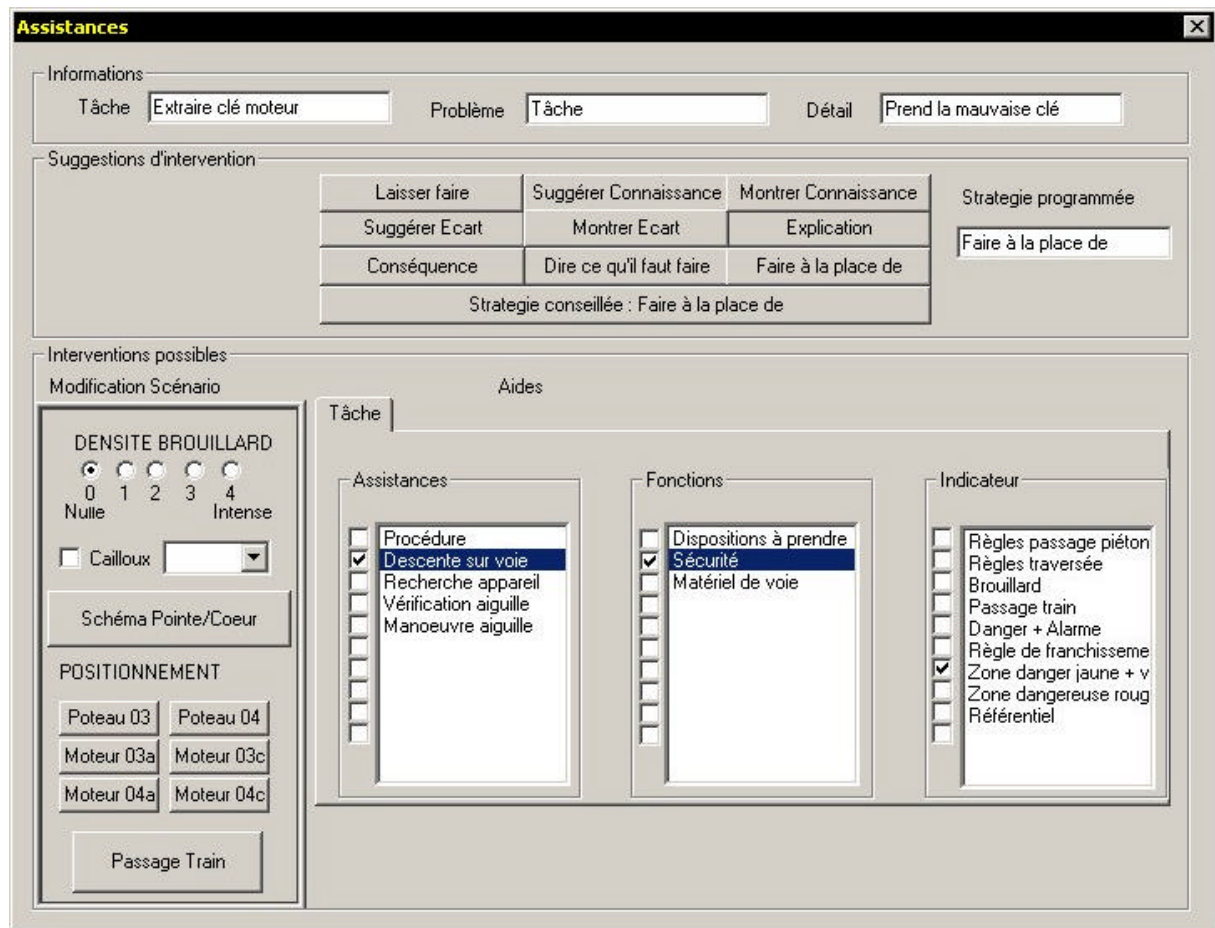 Assistances
Informations
Tâche Extraire clé moteur Problème Tâche Détail Prend la mauvaise clé
Suggestions d'intervention
Laisser faire Suggérer Connaissance Montrer Connaissance Strategie programmée
Suggérer Ecart Montrer Ecart Explication Faire à la place de
Conséquence Dire ce qu'il faut faire Faire à la place de
Strategie conseillée : Faire à la place de
Interventions possibles
Modification Scénario
Aides
DENSITE BROUILLARD
0 1 2 3 4
Nulle Intense
Cailloux
Schéma Pointe/Coeur
POSITIONNEMENT
Poteau 03 Poteau 04
Moteur 03a Moteur 03c
Moteur 04a Moteur 04c
Passage Train
Tâche
Assistances
Procédure
Descente sur voie
Recherche appareil
Vérification aiguille
Manoeuvre aiguille
Fonctions
Dispositions à prendre
Sécurité
Matériel de voie
Indicateur
Règles passage piéton
Règles traversée
Brouillard
Passage train
Danger + Alarme
Règle de franchisseme
Zone danger jaune + v
Zone dangereuse roug
Référentiel